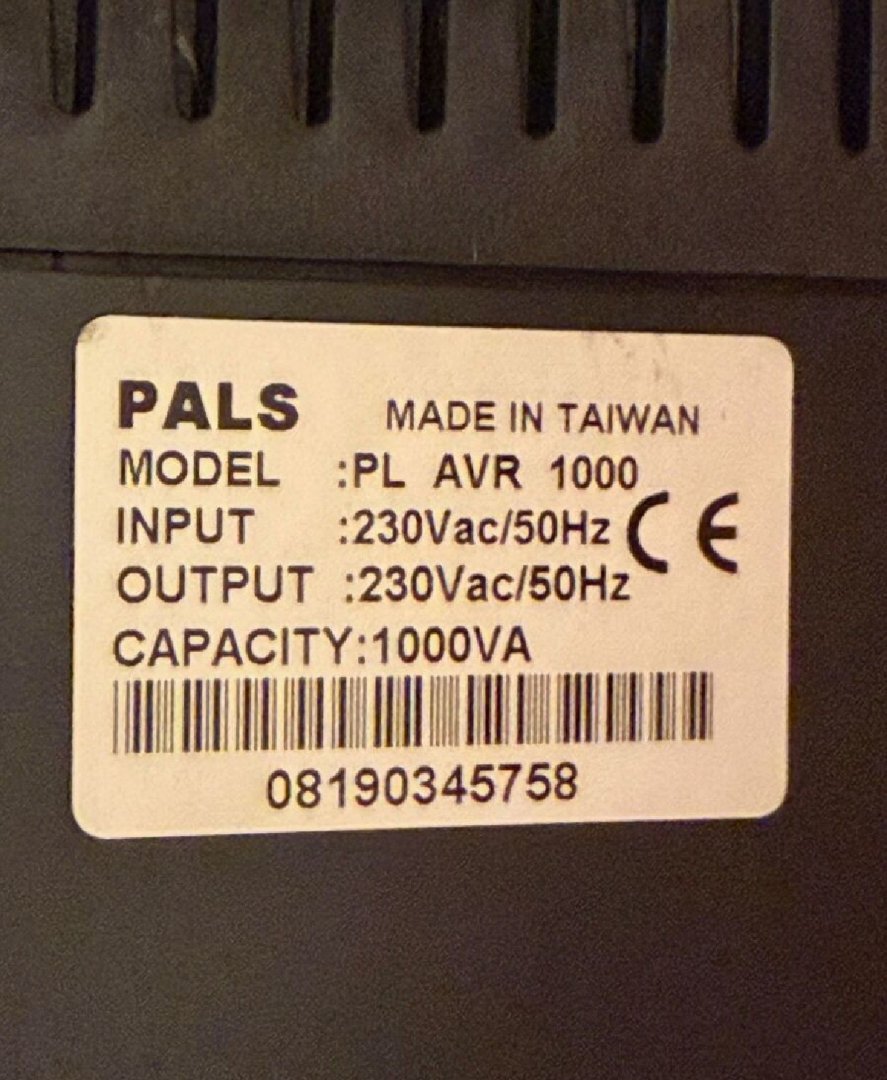 PALS MADE IN TAIWAN
MODEL :PL AVR 1000
INPUT :230Vac/50Hz CE
OUTPUT :230Vac/50Hz
CAPACITY:1000VA
08190345758